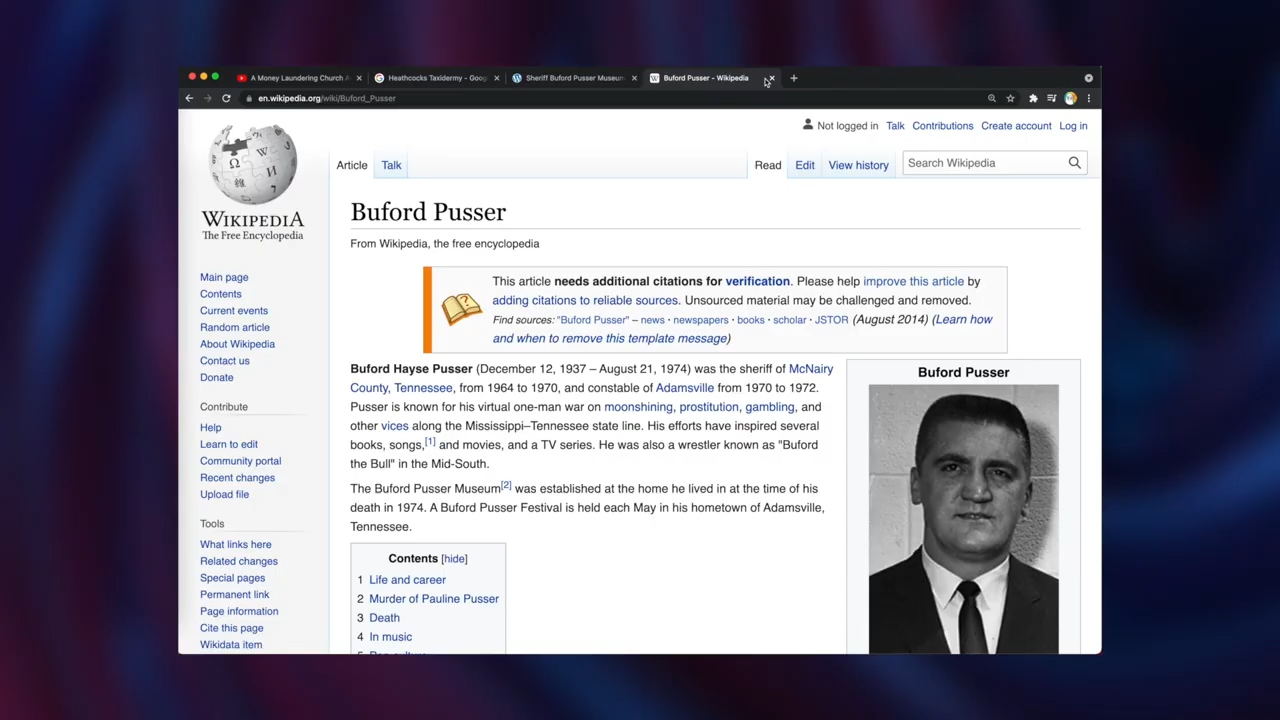 A Money Laundering Church A
Heathcocks Taxidermy - Goog
Sheriff Buford Pusser Museum
Buford Pusser - Wikipedia
en.wikipedia.org/wiki/Buford_Pusser
Not logged in Talk Contributions Create account Log in
Article Talk Read Edit View history Search Wikipedia
WIKIPEDIA
The Free Encyclopedia
Main page
Contents
Current events
Random article
About Wikipedia
Contact us
Donate
Contribute
Help
Learn to edit
Community portal
Recent changes
Upload file
Tools
What links here
Related changes
Special pages
Permanent link
Page information
Cite this page
Wikidata item
Buford Pusser
From Wikipedia, the free encyclopedia
This article needs additional citations for verification. Please help improve this article by
adding citations to reliable sources. Unsourced material may be challenged and removed.
Find sources: "Buford Pusser" – news · newspapers · books · scholar · JSTOR (August 2014) (Learn how
and when to remove this template message)
Buford Hayse Pusser (December 12, 1937 – August 21, 1974) was the sheriff of McNairy
County, Tennessee, from 1964 to 1970, and constable of Adamsville from 1970 to 1972.
Pusser is known for his virtual one-man war on moonshining, prostitution, gambling, and
other vices along the Mississippi–Tennessee state line. His efforts have inspired several
books, songs,[1] and movies, and a TV series. He was also a wrestler known as "Buford
the Bull" in the Mid-South.
The Buford Pusser Museum[2] was established at the home he lived in at the time of his
death in 1974. A Buford Pusser Festival is held each May in his hometown of Adamsville,
Tennessee.
Contents [hide]
1 Life and career
2 Murder of Pauline Pusser
3 Death
4 In music
Buford Pusser